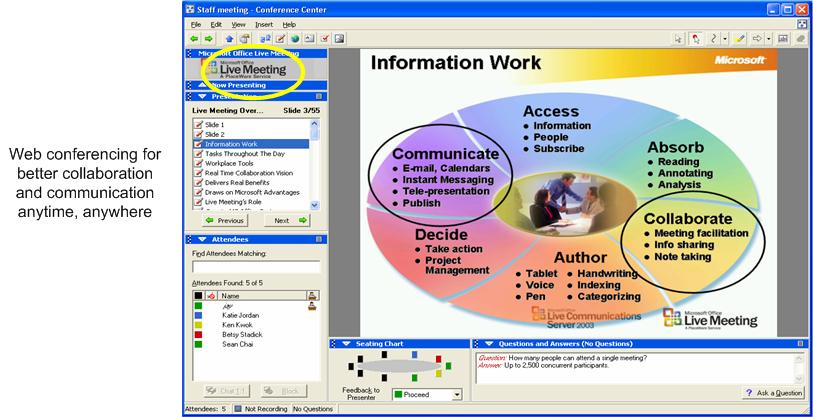 Web conferencing for
better collaboration
and communication
anytime, anywhere
Staff meeting - Conference Center
File Edit View Insert Help
Microsoft Office Live Meeting
Microsoft Office
Live Meeting
A PlaceWare Service
Now Presenting
Live Meeting Over... Slide 3/55
Slide 1
Slide 2
Information Work
Tasks Throughout The Day
Workplace Tools
Real Time Collaboration Vision
Delivers Real Benefits
Draws on Microsoft Advantages
Live Meeting's Role
Previous Next
Attendees
Find Attendees Matching:
Attendees Found: 5 of 5
Name
Katie Jordan
Ken Kwok
Betsy Stadick
Sean Chai
Chat 1:1 Block
Information Work
Microsoft
Access
• Information
• People
• Subscribe
Communicate
• E-mail, Calendars
• Instant Messaging
• Tele-presentation
• Publish
Absorb
• Reading
• Annotating
• Analysis
Decide
• Take action
• Project
Management
Collaborate
• Meeting facilitation
• Info sharing
• Note taking
Author
• Tablet • Handwriting
• Voice • Indexing
• Pen • Categorizing
Microsoft Office
Live Communications
Server 2003
Microsoft Office
Live Meeting
Seating Chart
Feedback to
Presenter
Proceed
Questions and Answers (No Questions)
Question: How many people can attend a single meeting?
Answer: Up to 2,500 concurrent participants.
Ask a Question
Attendees: 5 Not Recording No Questions